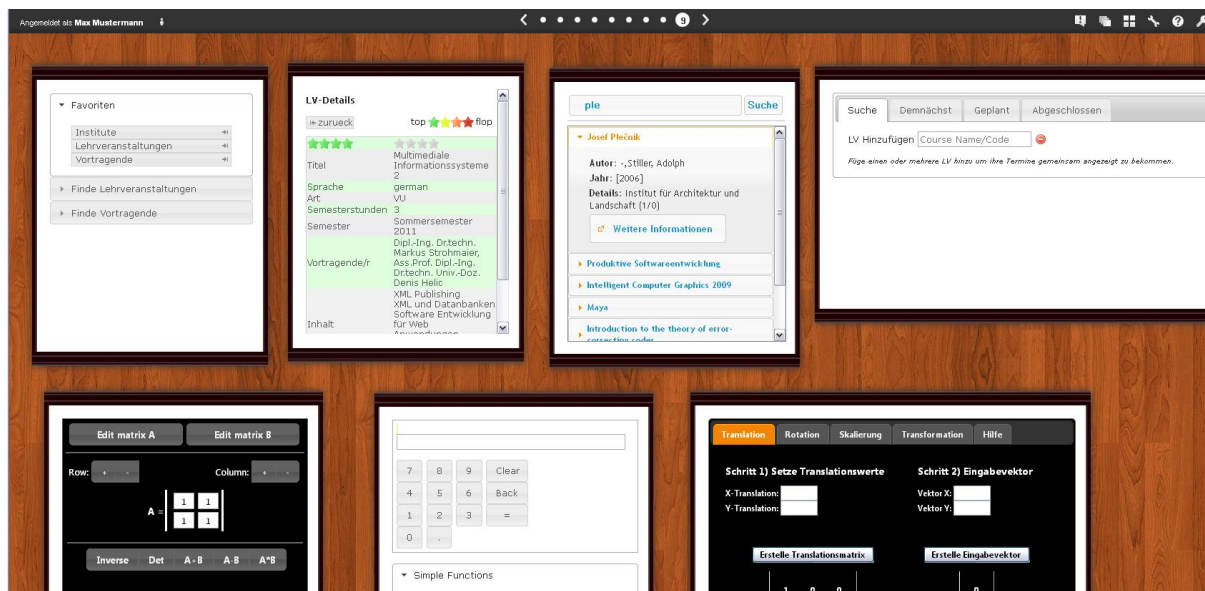 Angemeldet als Max Mustermann
9
Favoriten
Institute
Lehrveranstaltungen
Vortragende
Finde Lehrveranstaltungen
Finde Vortragende
LV-Details
zurueck
top flop
Titel Multimediale Informationssysteme 2
Sprache german
Art VU
Semesterstunden 3
Semester Sommersemester 2011
Vortragende/r Dipl.-Ing. Dr.techn. Markus Strohmaier, Ass.Prof. Dipl.-Ing. Dr.techn. Univ.-Doz. Denis Helic
Inhalt XML Publishing
XML und Datanbanken
Software Entwicklung
für Web
Anwendungen
ple Suche
Josef Plečnik
Autor: -,Stiller, Adolph
Jahr: [2006]
Details: Institut für Architektur und
Landschaft (1/0)
Weitere Informationen
Produktive Softwareentwicklung
Intelligent Computer Graphics 2009
Maya
Introduction to the theory of error-
correcting codes
Suche Demnächst Geplant Abgeschlossen
LV Hinzufügen Course Name/Code
Füge einen oder mehrere LV hinzu um ihre Termine gemeinsam angezeigt zu bekommen.
Edit matrix A Edit matrix B
Row: + - Column: + -
A = 1 1
1 1
Inverse Det A+B A-B A*B
7 8 9 Clear
4 5 6 Back
1 2 3 =
0 .
Simple Functions
Translation Rotation Skalierung Transformation Hilfe
Schritt 1) Setze Translationswerte Schritt 2) Eingabevektor
X-Translation: Vektor X:
Y-Translation: Vektor Y:
Erstelle Translationsmatrix Erstelle Eingabevektor
1 0 0 0